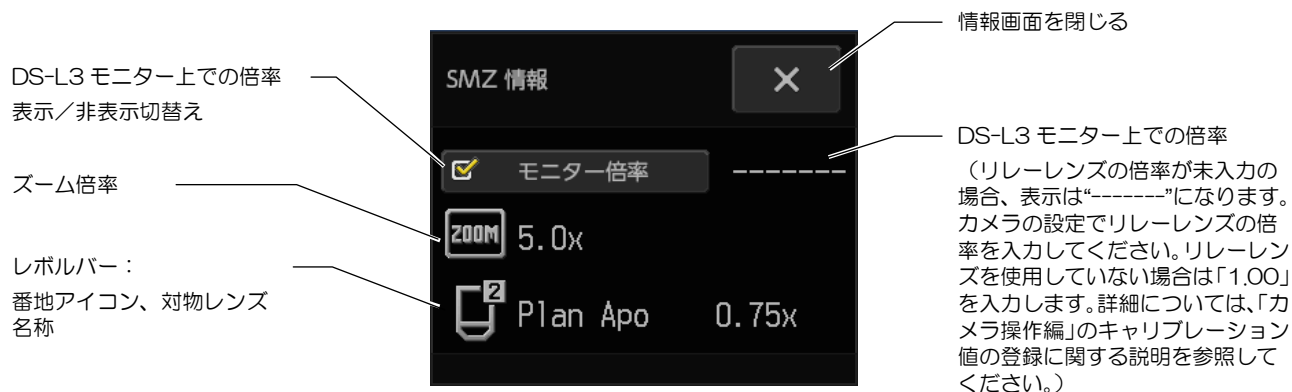 情報画面を閉じる
DS-L3 モニター上での倍率
表示／非表示切替え
ズーム倍率
レボルバー：
番地アイコン、対物レンズ
名称
SMZ 情報
×
モニター倍率 -------
ZOOM 5.0x
2 Plan Apo 0.75x
DS-L3 モニター上での倍率
（リレーレンズの倍率が未入力の
場合、表示は“-------”になります。
カメラの設定でリレーレンズの倍
率を入力してください。リレーレン
ズを使用していない場合は「1.00」
を入力します。詳細については、「カ
メラ操作編」のキャリブレーション
値の登録に関する説明を参照して
ください。）